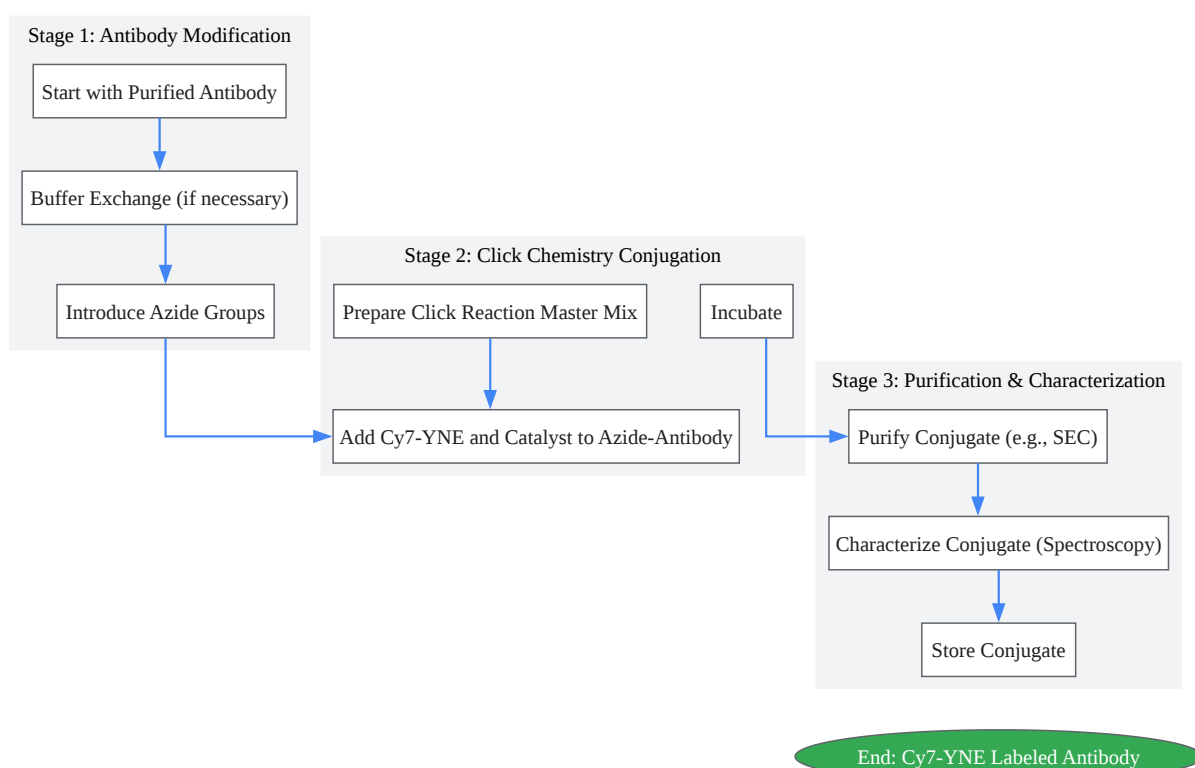 Stage 1: Antibody Modification
Start with Purified Antibody
Buffer Exchange (if necessary)
Introduce Azide Groups
Stage 2: Click Chemistry Conjugation
Prepare Click Reaction Master Mix
Incubate
Add Cy7-YNE and Catalyst to Azide-Antibody
Stage 3: Purification & Characterization
Purify Conjugate (e.g., SEC)
Characterize Conjugate (Spectroscopy)
Store Conjugate
End: Cy7-YNE Labeled Antibody